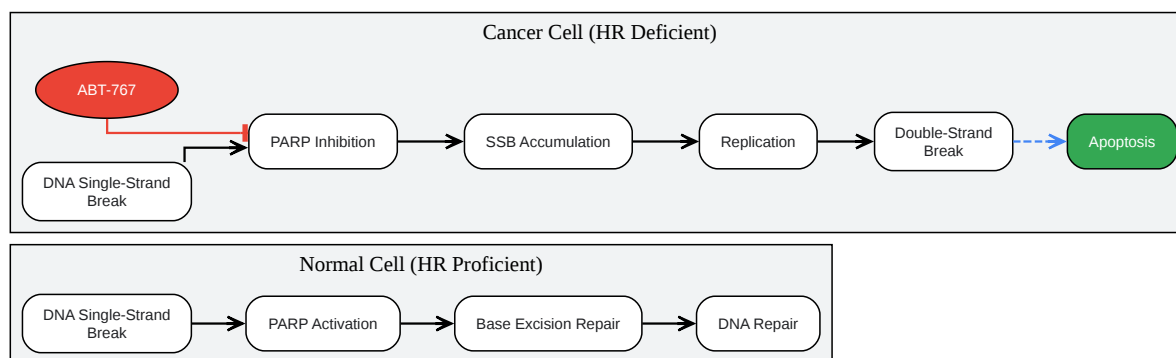 Cancer Cell (HR Deficient)
ABT-767
DNA Single-Strand
Break
PARP Inhibition
SSB Accumulation
Replication
Double-Strand
Break
Apoptosis
Normal Cell (HR Proficient)
DNA Single-Strand
Break
PARP Activation
Base Excision Repair
DNA Repair